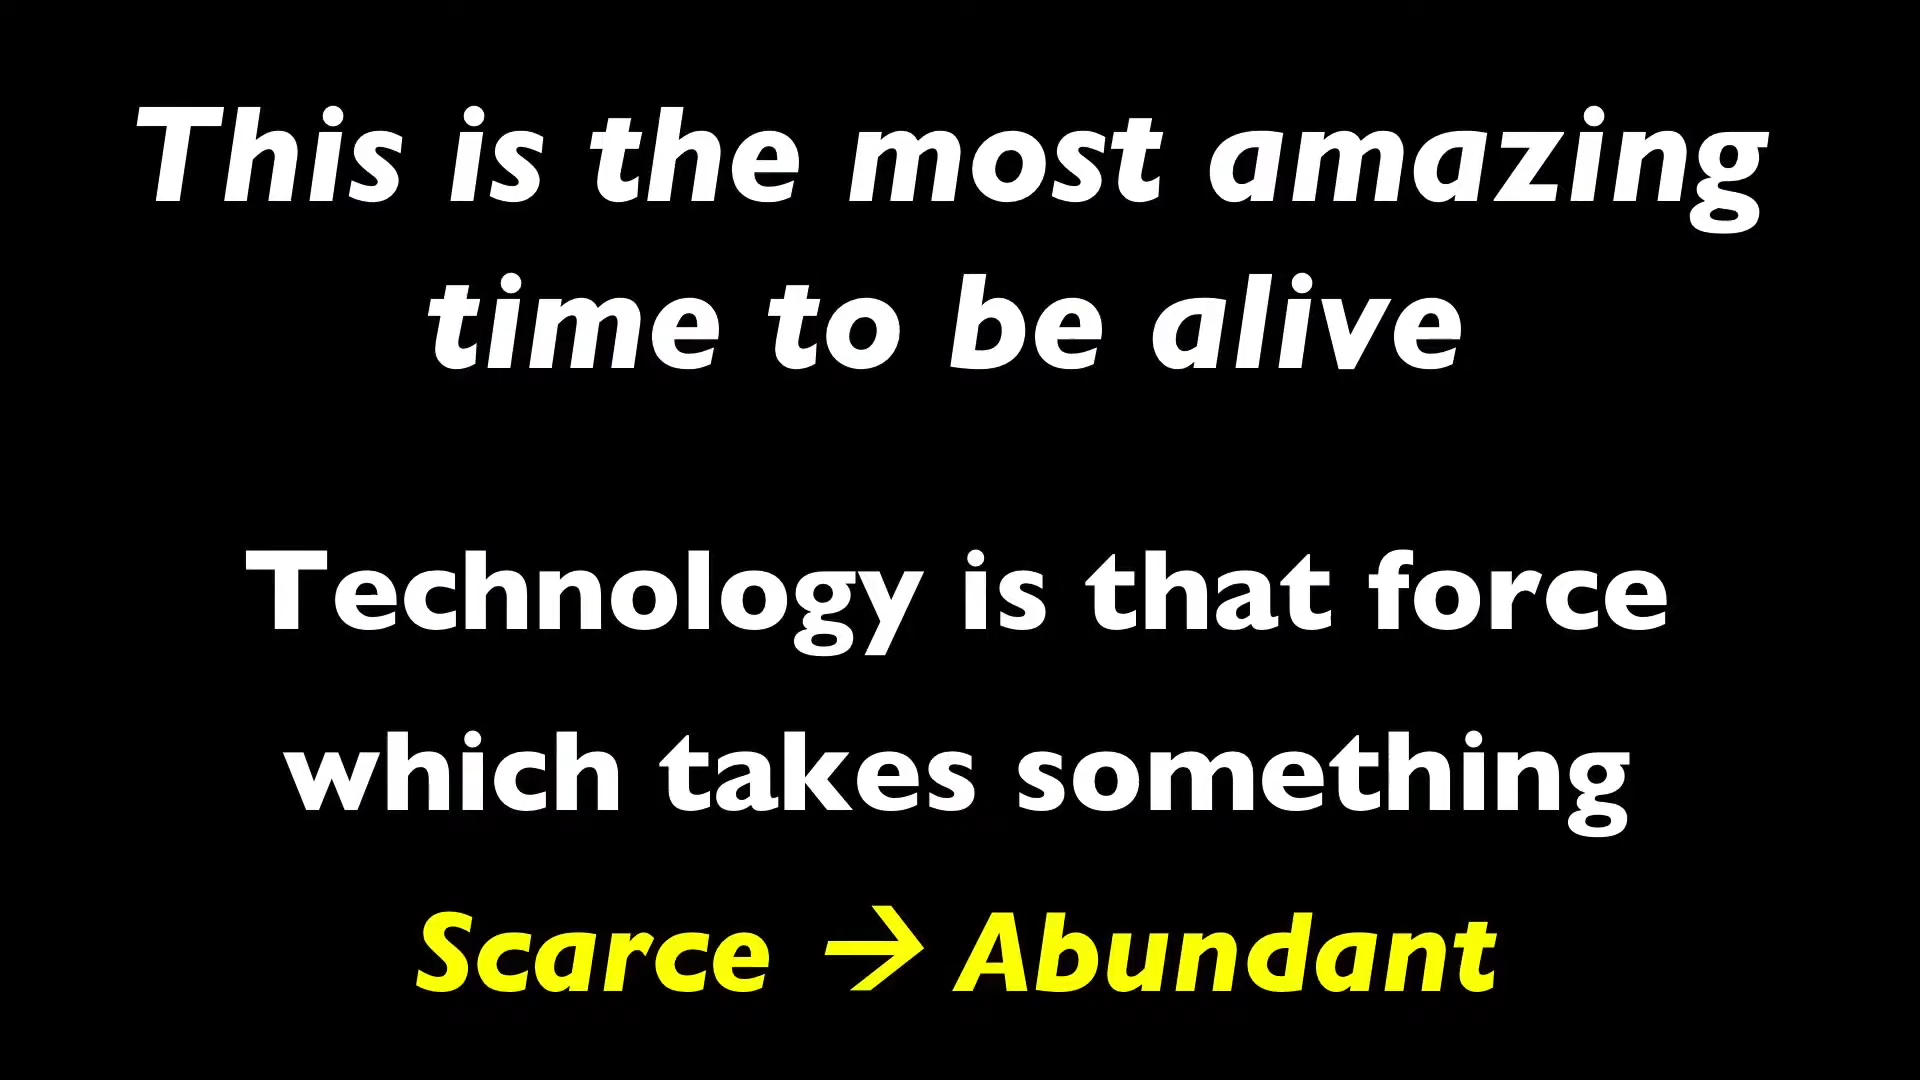 This is the most amazing
time to be alive
Technology is that force
which takes something
Scarce → Abundant